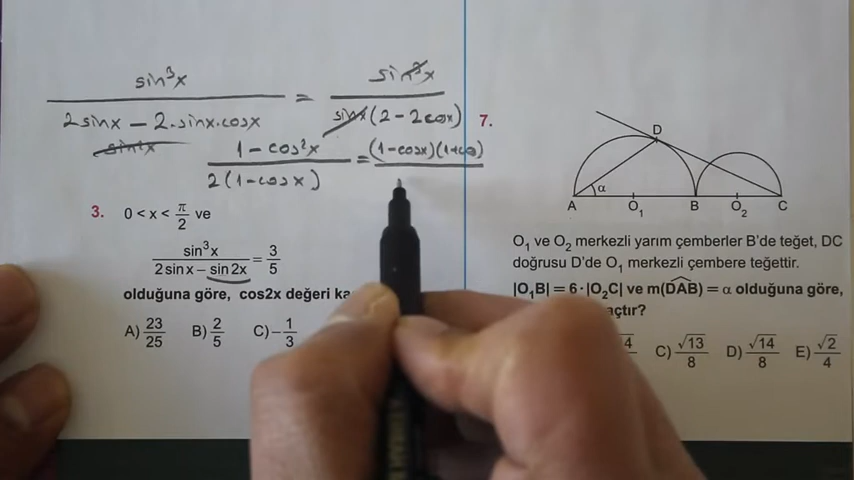 sin³x / (2sinx − 2.sinx.cosx) = sin³x / (sinx(2−2cosx))
sin²x
(1−cos²x) / (2(1−cosx)) = (1−cosx)(1+cos)
3. 0 < x < π/2 ve
sin³x / (2sinx − sin2x) = 3/5
olduğuna göre, cos2x değeri ka
A) 23/25 B) 2/5 C) −1/3
7.
D
α
A O₁ B O₂ C
O₁ ve O₂ merkezli yarım çemberler B'de teğet, DC
doğrusu D'de O₁ merkezli çembere teğettir.
|O₁B| = 6·|O₂C| ve m(DAB) = α olduğuna göre,
açtır?
C) √13/8 D) √14/8 E) √2/4